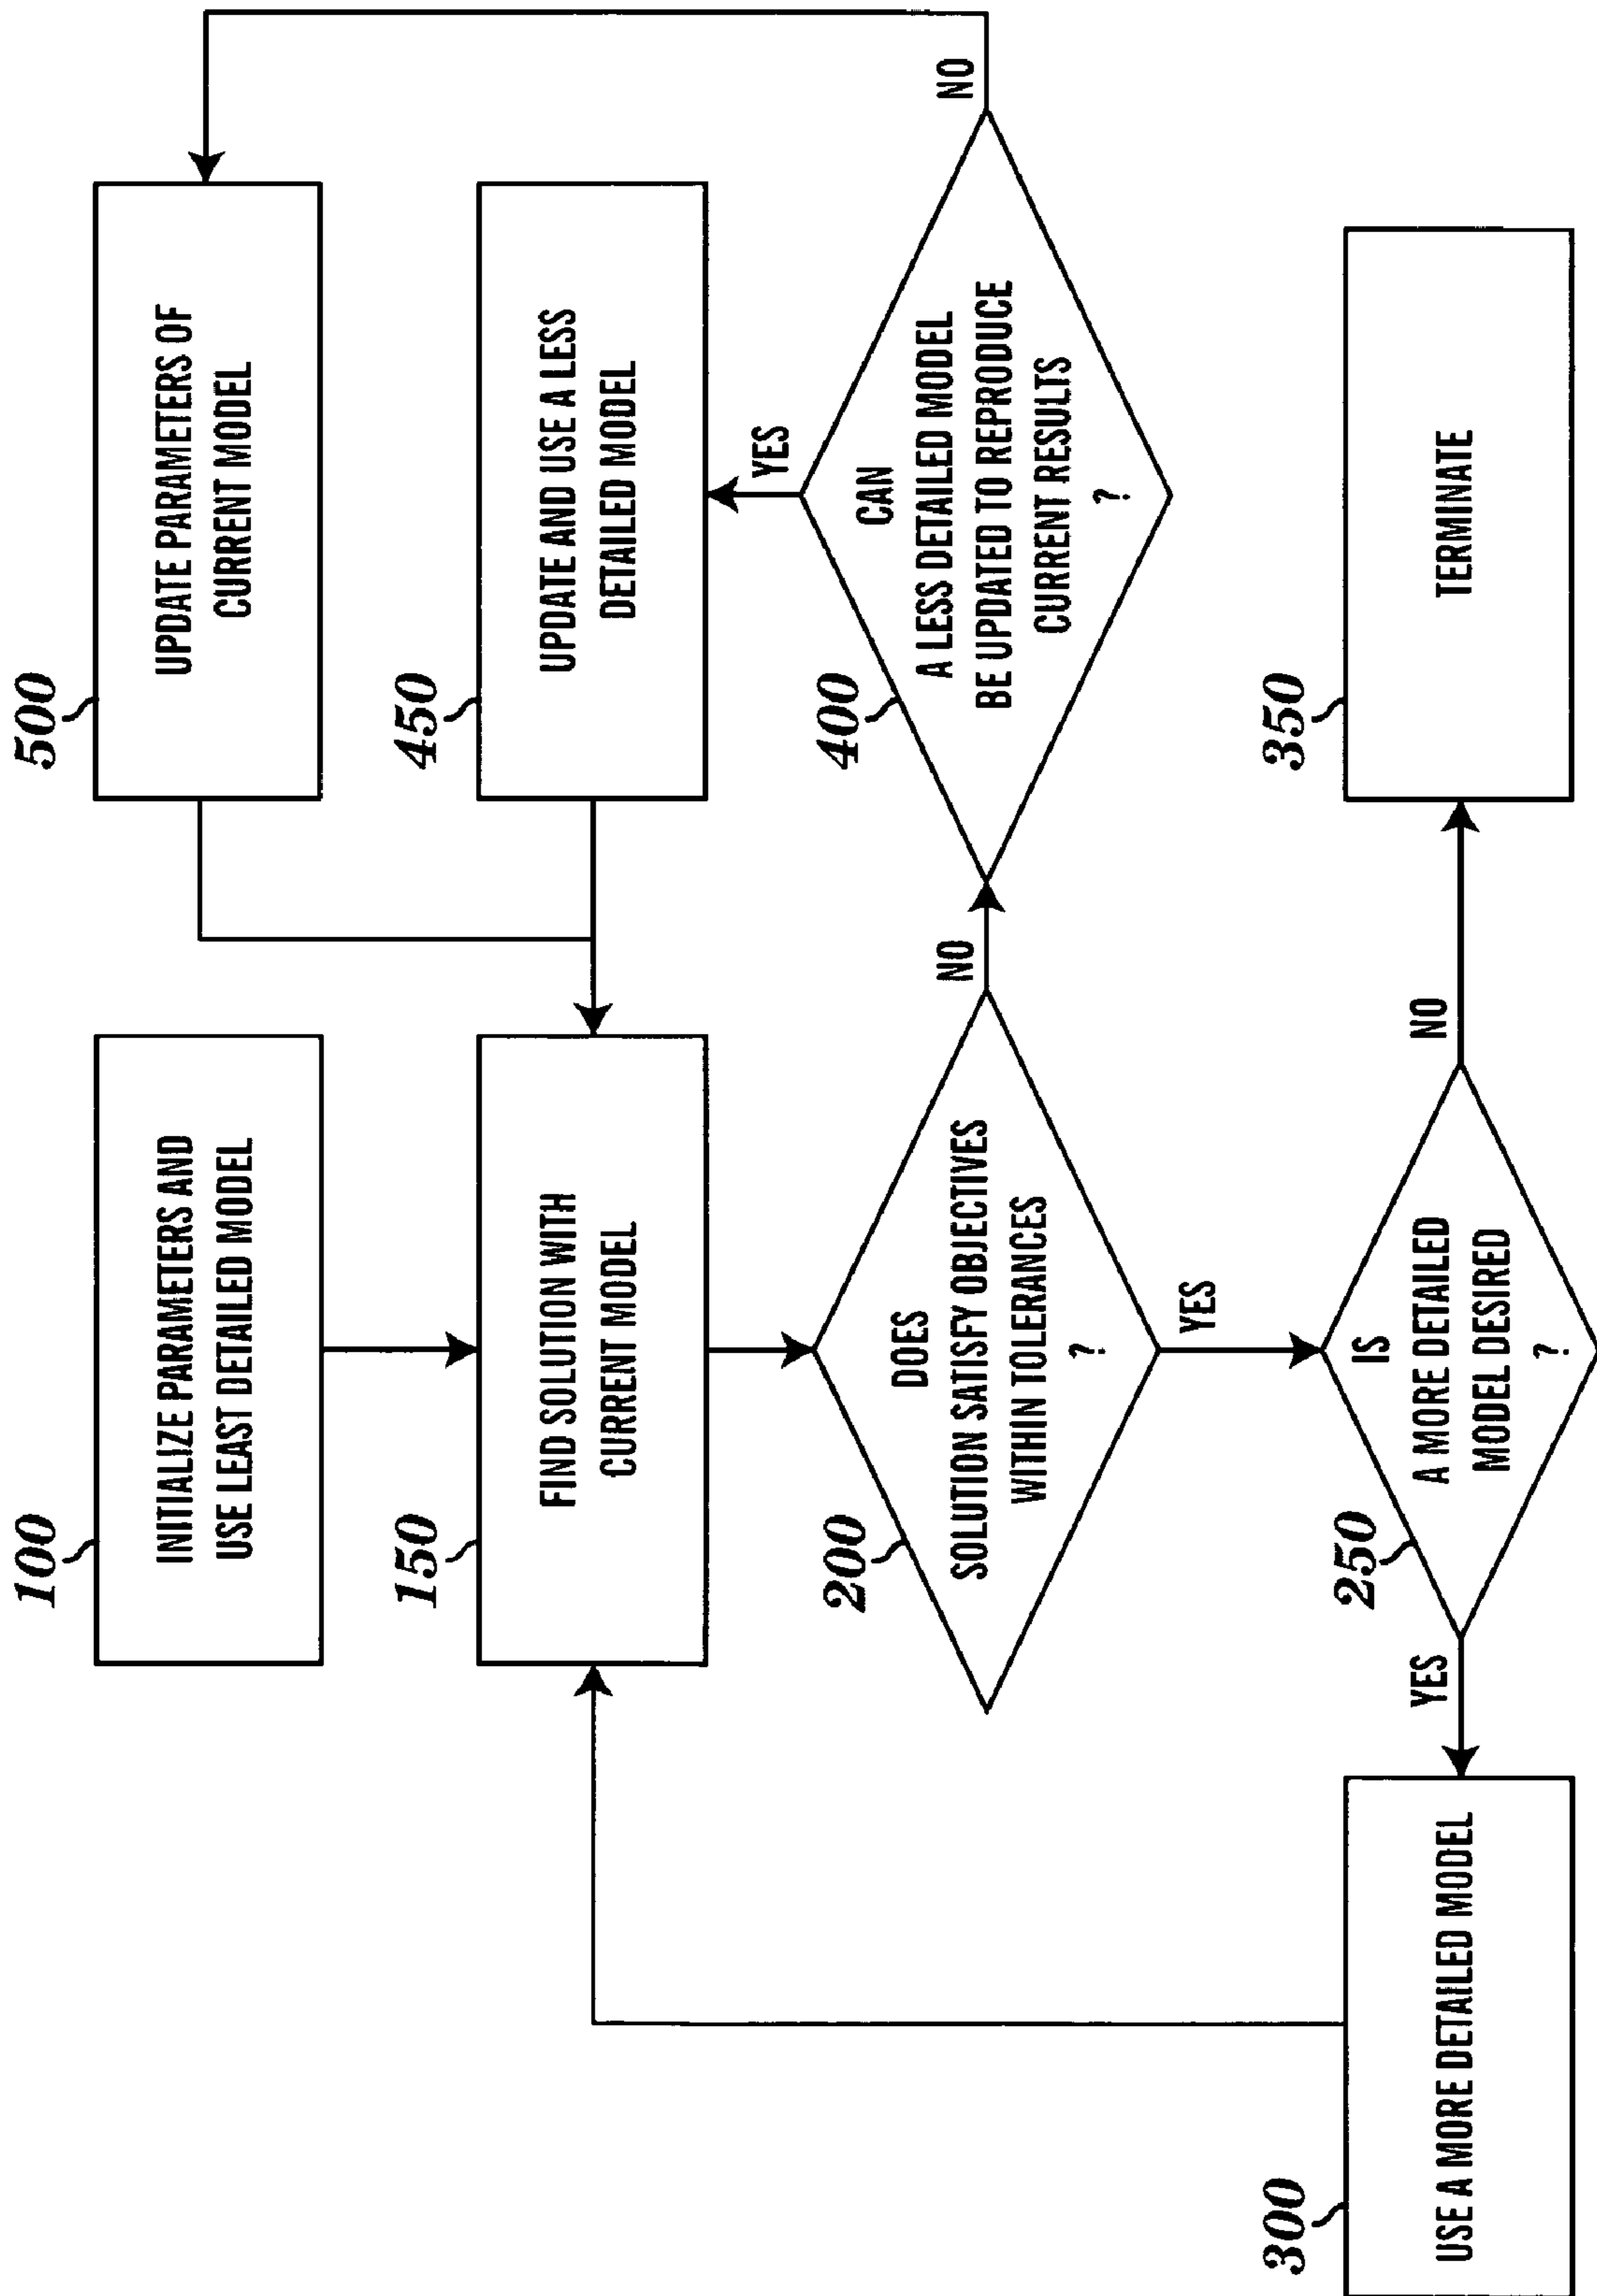 100
INITIALIZE PARAMETERS AND
USE LEAST DETAILED MODEL
500
UPDATE PARAMETERS OF
CURRENT MODEL
150
FIND SOLUTION WITH
CURRENT MODEL
450
UPDATE AND USE A LESS
DETAILED MODEL
YES
200
DOES
SOLUTION SATISFY OBJECTIVES
WITHIN TOLERANCES
?
NO
400
CAN
A LESS DETAILED MODEL
BE UPDATED TO REPRODUCE
CURRENT RESULTS
?
NO
YES
300
USE A MORE DETAILED MODEL
YES
250
IS
A MORE DETAILED
MODEL DESIRED
?
NO
350
TERMINATE